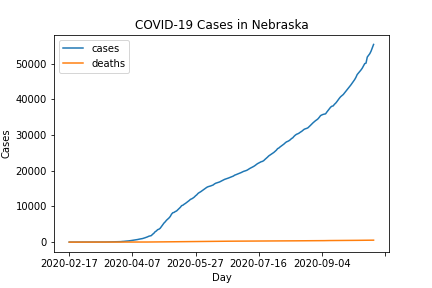 COVID-19 Cases in Nebraska
cases
deaths
50000
40000
30000
20000
10000
0
Cases
2020-02-17 2020-04-07 2020-05-27 2020-07-16 2020-09-04
Day